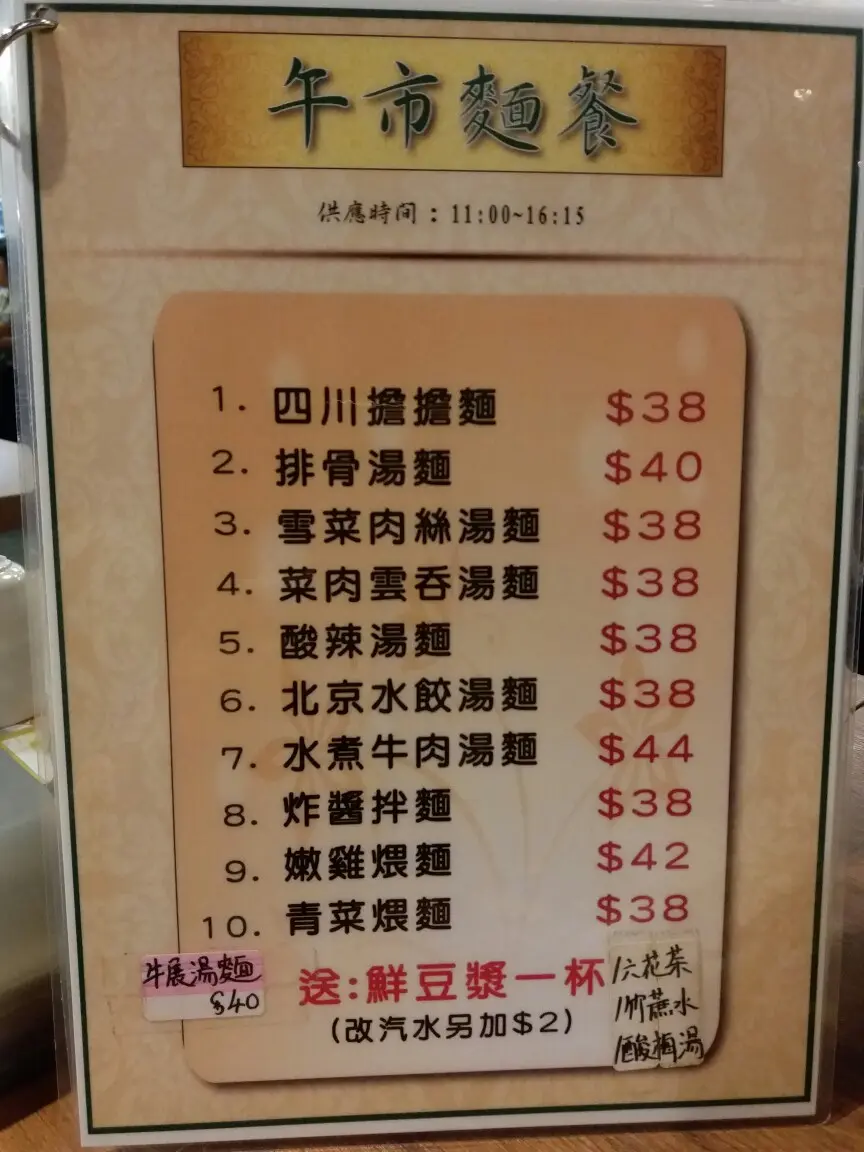 午市麵餐
供應時間：11:00~16:15
1. 四川擔擔麵 $38
2. 排骨湯麵 $40
3. 雪菜肉絲湯麵 $38
4. 菜肉雲吞湯麵 $38
5. 酸辣湯麵 $38
6. 北京水餃湯麵 $38
7. 水煮牛肉湯麵 $44
8. 炸醬拌麵 $38
9. 嫩雞煨麵 $42
10. 青菜煨麵 $38
牛展湯麵
$40
送:鮮豆漿一杯
(改汽水另加$2)
/六花茶
/竹蔗水
/酸梅湯